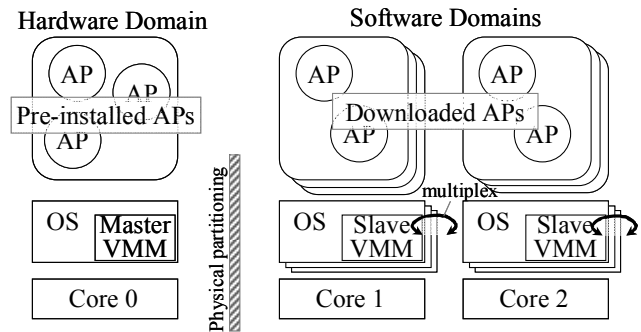 Hardware Domain
Software Domains
AP
AP
AP
Pre-installed APs
AP
AP
AP
AP
Downloaded APs
Physical partitioning
multiplex
OS
Master
VMM
OS
Slave
VMM
OS
Slave
VMM
Core 0
Core 1
Core 2